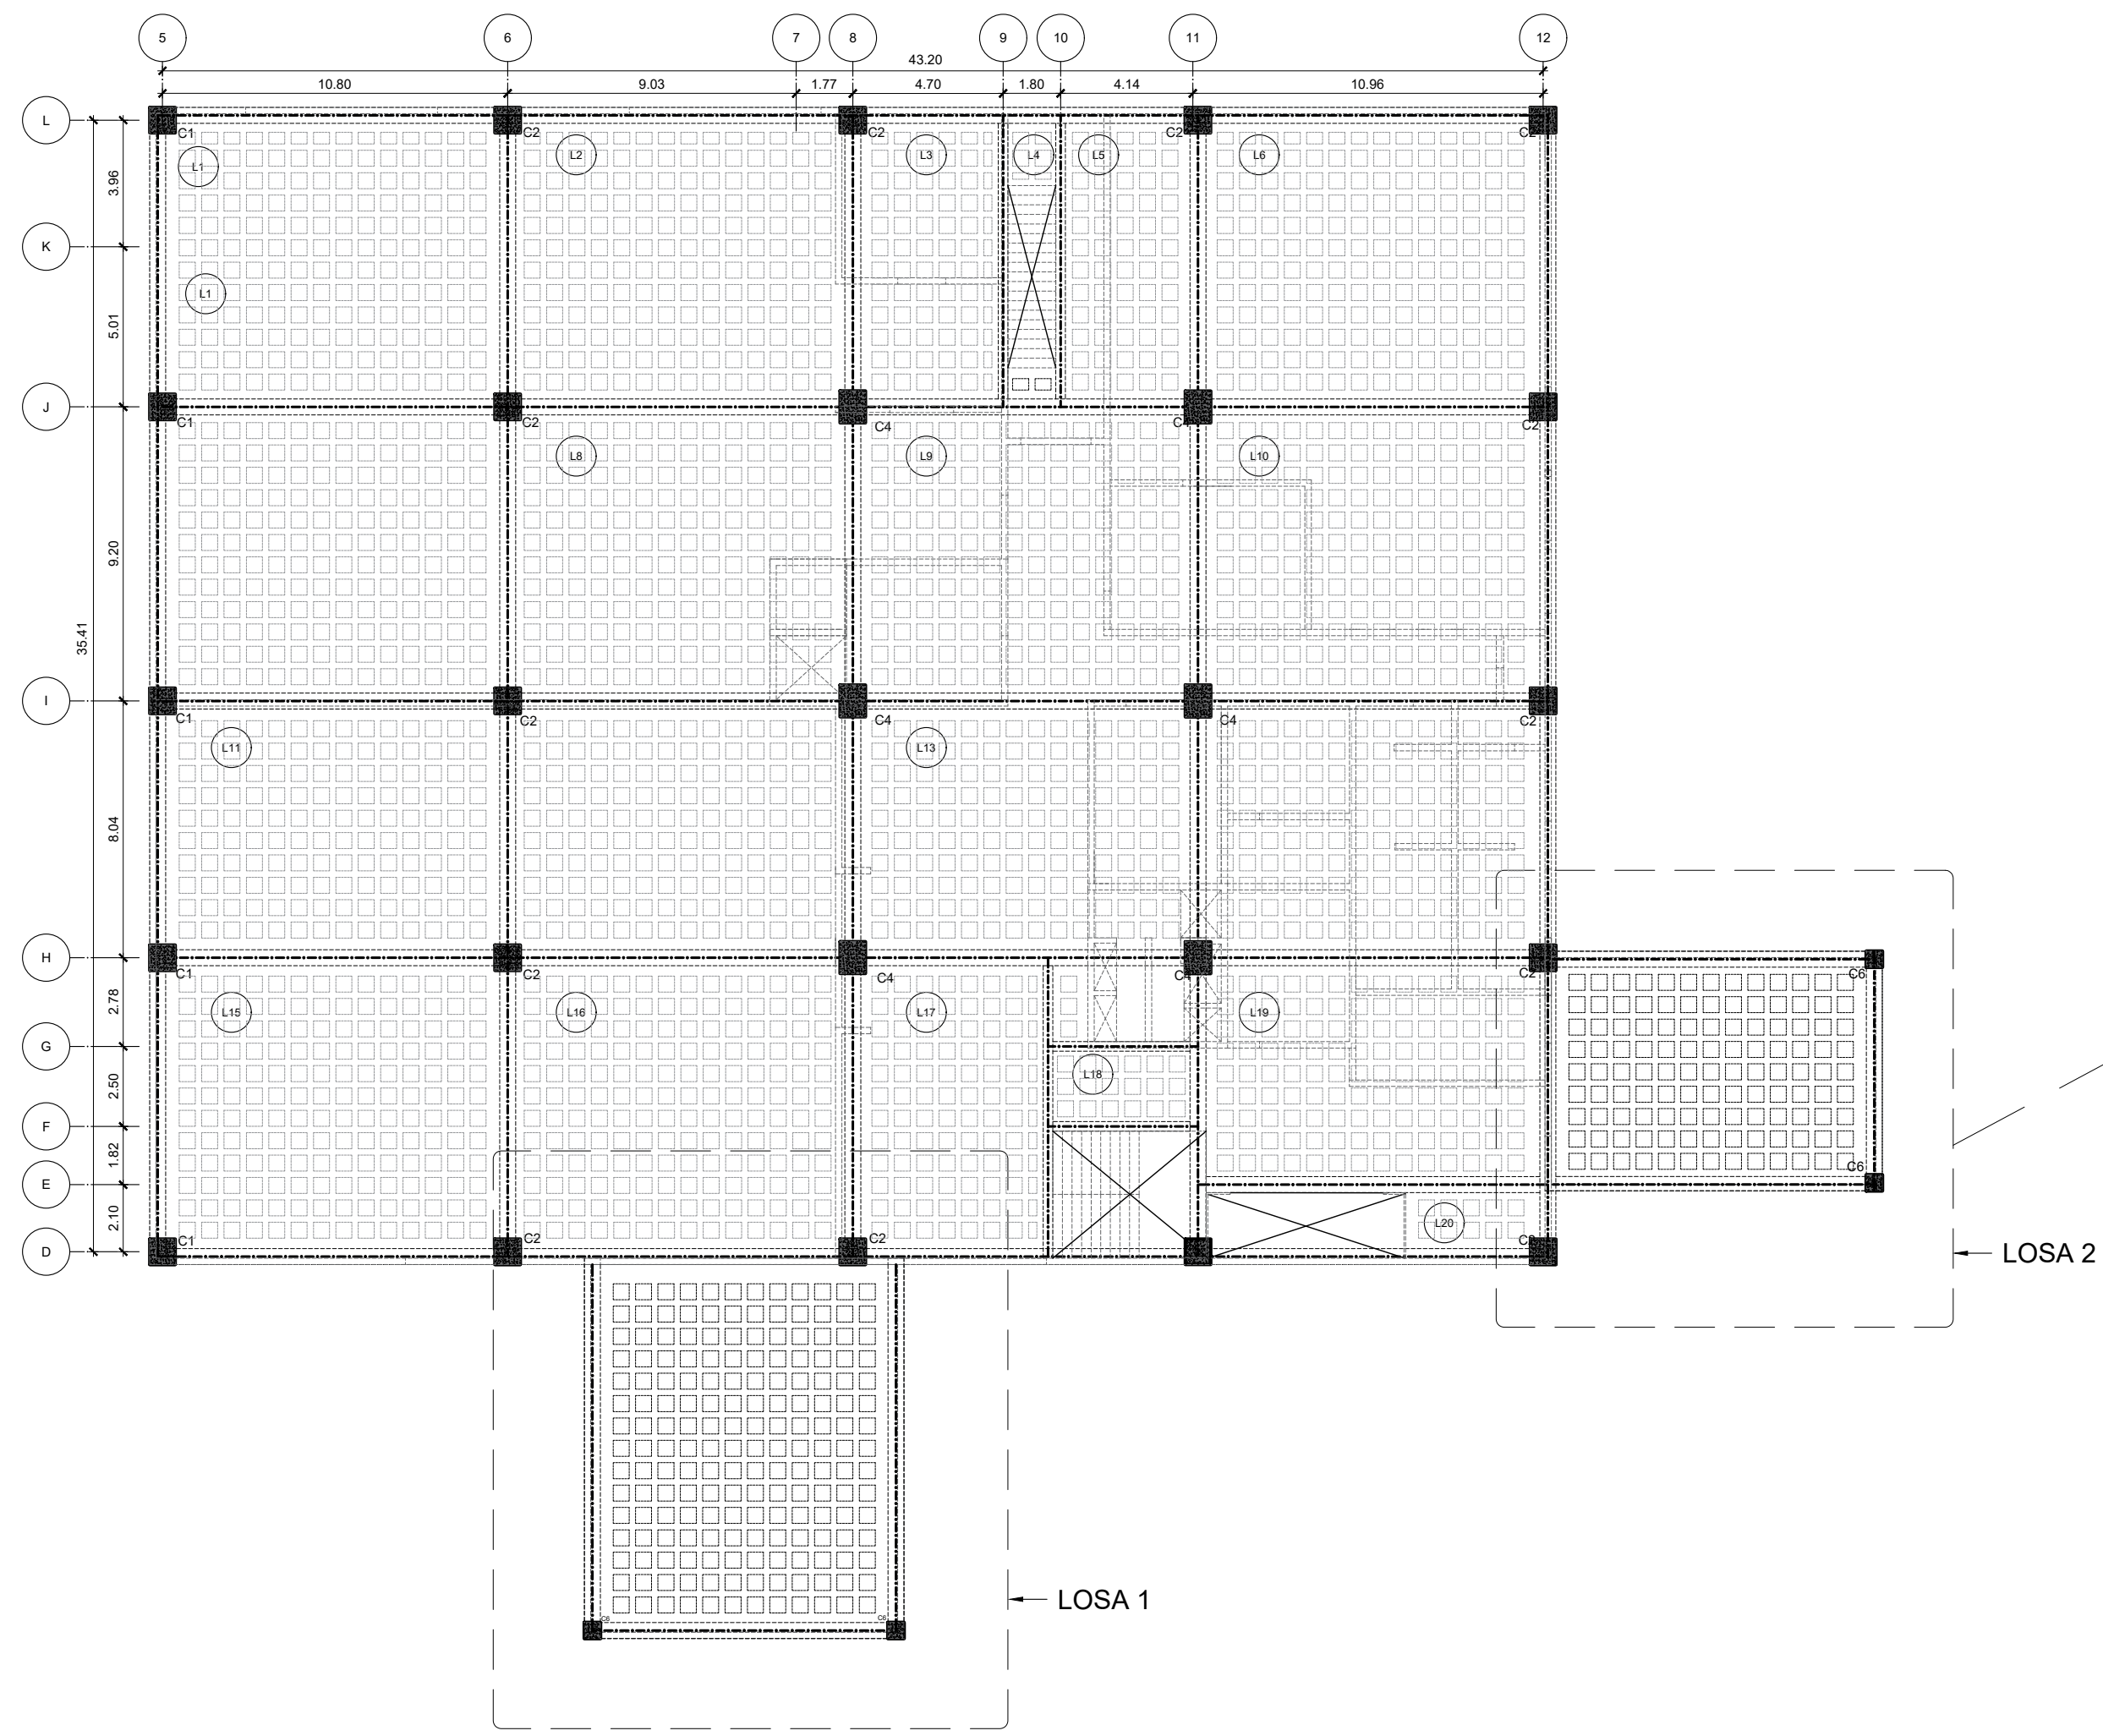 5 6 7 8 9 10 11 12
43.20
10.80 9.03 1.77 4.70 1.80 4.14 10.96
L
C1 C2 C2 C2 C2
L1 L2 L3 L4 L5 L6
3.96
K
L1
5.01
J
C1 C2 C4 C2
L8 L9 L10
9.20
35.41
I
C1 C2 C4 C4 C2
L11 L13
8.04
H
C1 C2 C4 C2 C6
L15 L16 L17 L19
2.78
G
L18
2.50
F
1.82
C6
E
2.10
L20
C1 C2 C2
D
LOSA 2
LOSA 1
C6 C6